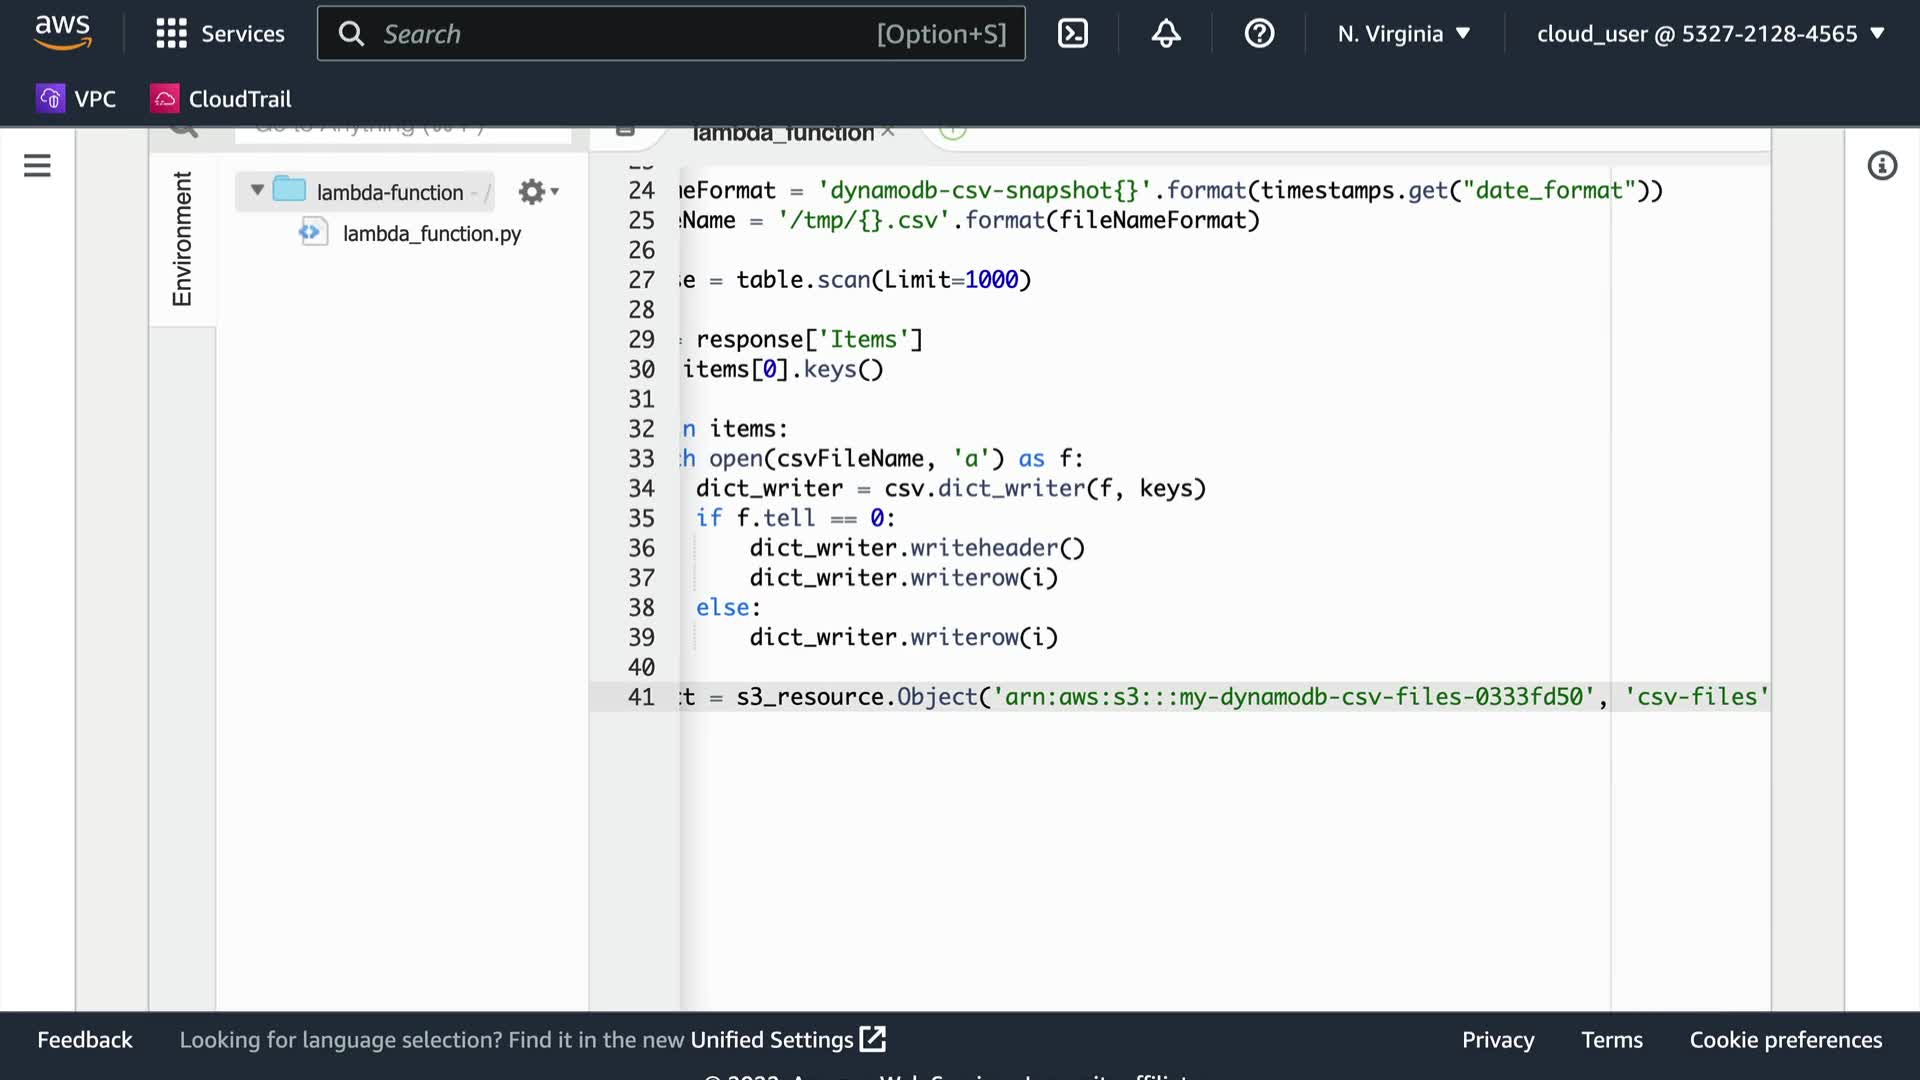 aws
Services
Search
[Option+S]
N. Virginia
cloud_user @ 5327-2128-4565
VPC
CloudTrail
lambda_function
Environment
lambda-function - /
lambda_function.py
24 neFormat = 'dynamodb-csv-snapshot{}'.format(timestamps.get("date_format"))
25 eName = '/tmp/{}.csv'.format(fileNameFormat)
26
27 se = table.scan(Limit=1000)
28
29 = response['Items']
30 items[0].keys()
31
32 n items:
33 th open(csvFileName, 'a') as f:
34 dict_writer = csv.dict_writer(f, keys)
35 if f.tell == 0:
36 dict_writer.writeheader()
37 dict_writer.writerow(i)
38 else:
39 dict_writer.writerow(i)
40
41 ct = s3_resource.Object('arn:aws:s3:::my-dynamodb-csv-files-0333fd50', 'csv-files'
Feedback
Looking for language selection? Find it in the new Unified Settings
Privacy
Terms
Cookie preferences